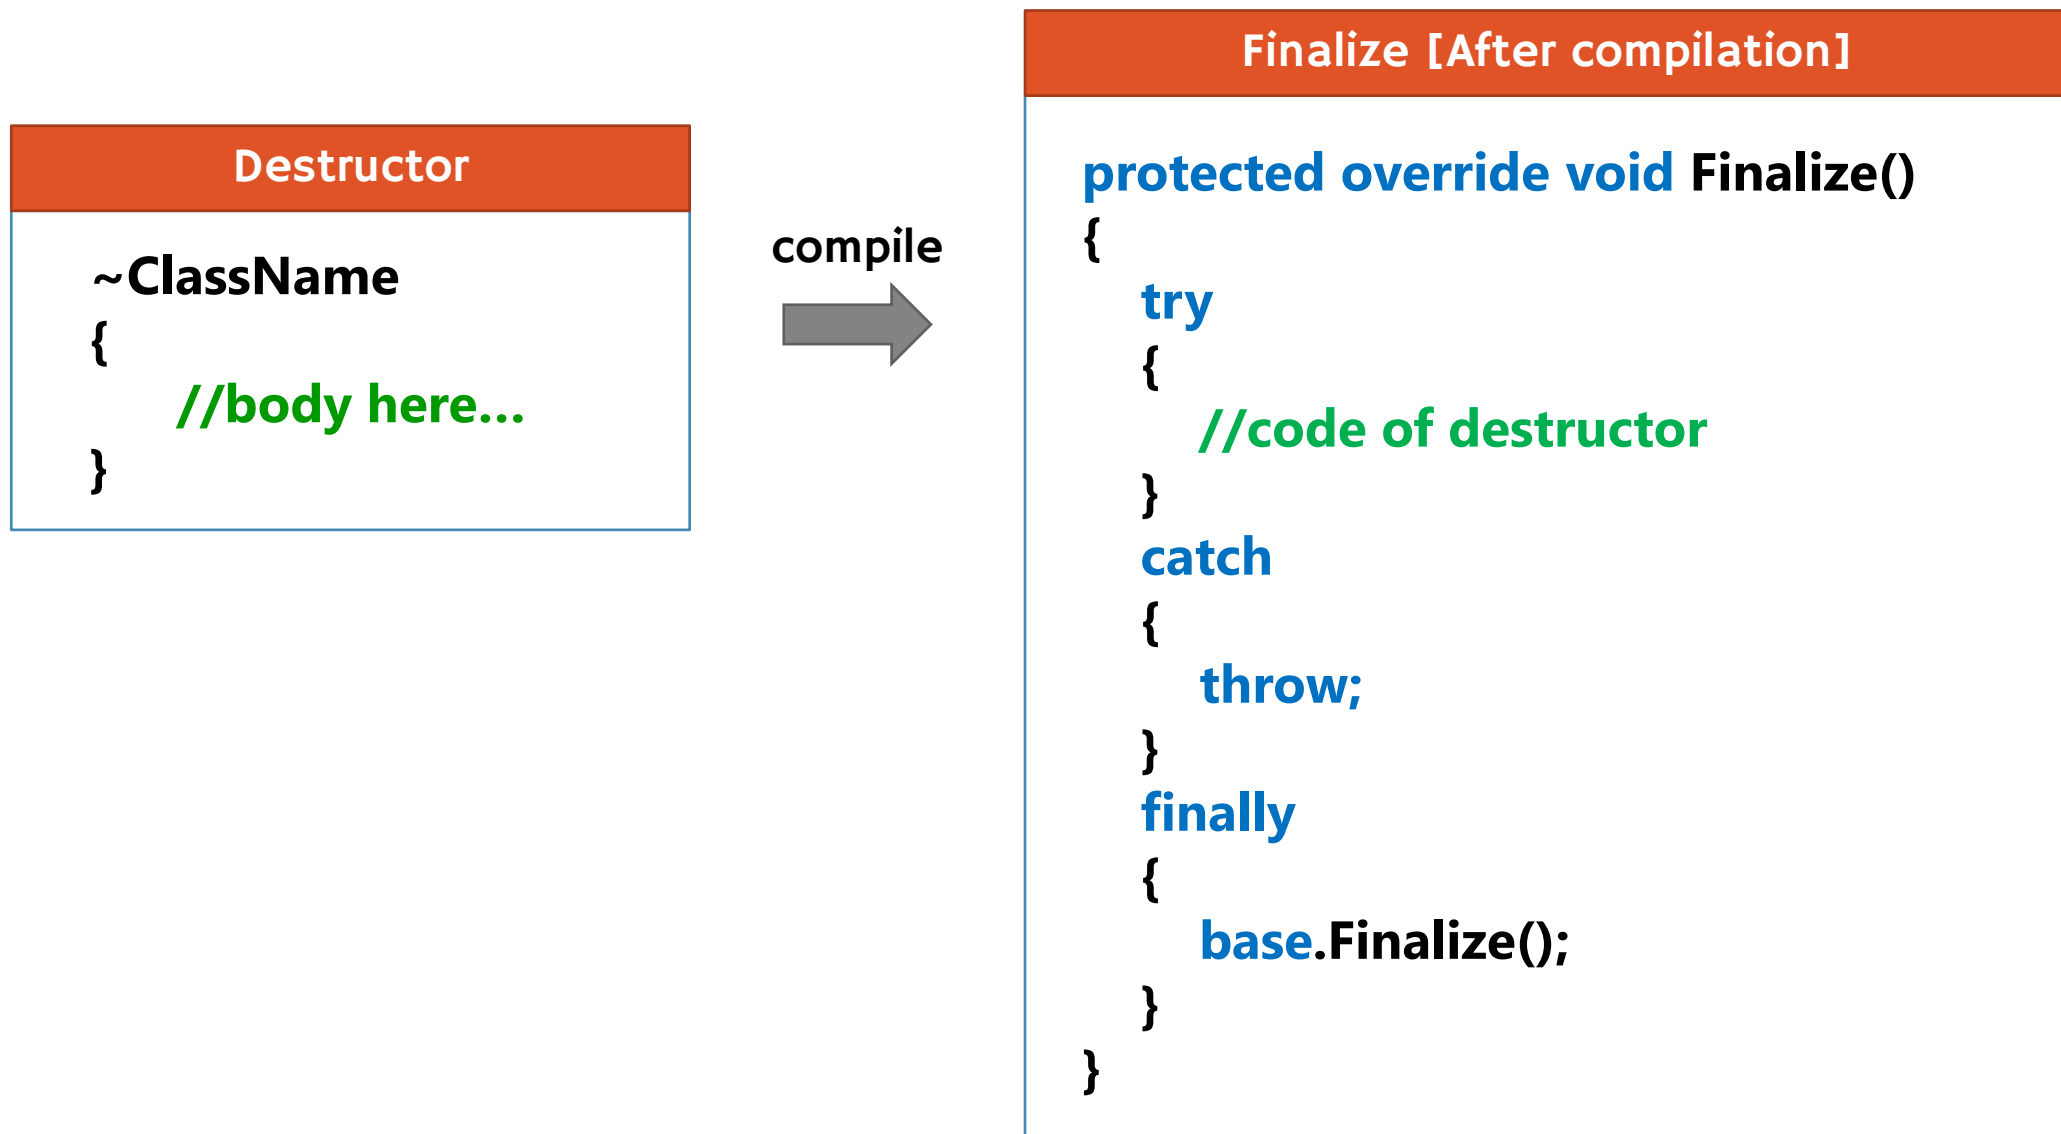 Destructor
~ClassName
{
//body here...
}
compile
Finalize [After compilation]
protected override void Finalize()
{
try
{
//code of destructor
}
catch
{
throw;
}
finally
{
base.Finalize();
}
}